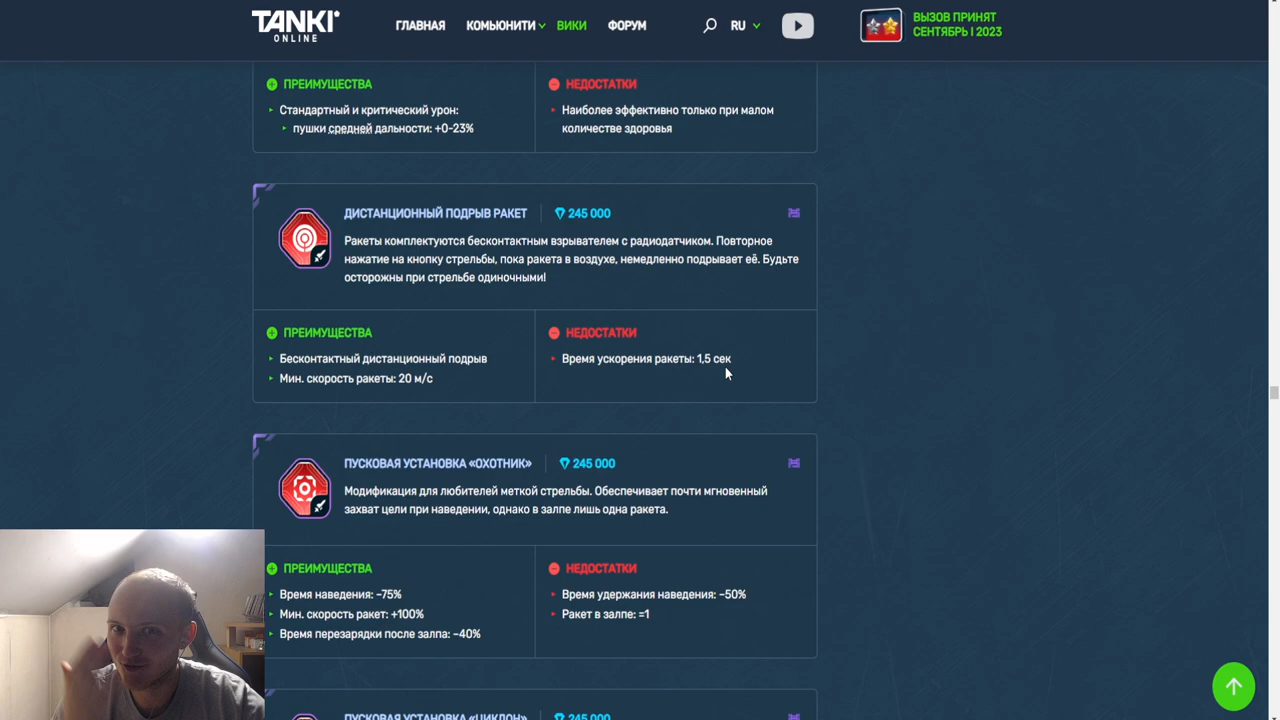 TANKI
ONLINE
ГЛАВНАЯ
КОМЬЮНИТИ
ВИКИ
ФОРУМ
RU
ВЫЗОВ ПРИНЯТ
СЕНТЯБРЬ I 2023
ПРЕИМУЩЕСТВА
Стандартный и критический урон:
пушки средней дальности: +0-23%
НЕДОСТАТКИ
Наиболее эффективно только при малом
количестве здоровья
ДИСТАНЦИОННЫЙ ПОДРЫВ РАКЕТ
245 000
Ракеты комплектуются бесконтактным взрывателем с радиодатчиком. Повторное
нажатие на кнопку стрельбы, пока ракета в воздухе, немедленно подрывает её. Будьте
осторожны при стрельбе одиночными!
ПРЕИМУЩЕСТВА
Бесконтактный дистанционный подрыв
Мин. скорость ракеты: 20 м/с
НЕДОСТАТКИ
Время ускорения ракеты: 1,5 сек
ПУСКОВАЯ УСТАНОВКА «ОХОТНИК»
245 000
Модификация для любителей меткой стрельбы. Обеспечивает почти мгновенный
захват цели при наведении, однако в залпе лишь одна ракета.
ПРЕИМУЩЕСТВА
Время наведения: −75%
Мин. скорость ракет: +100%
Время перезарядки после залпа: −40%
НЕДОСТАТКИ
Время удержания наведения: −50%
Ракет в залпе: =1
ПУСКОВАЯ УСТАНОВКА «ЦИКЛОН»
245 000